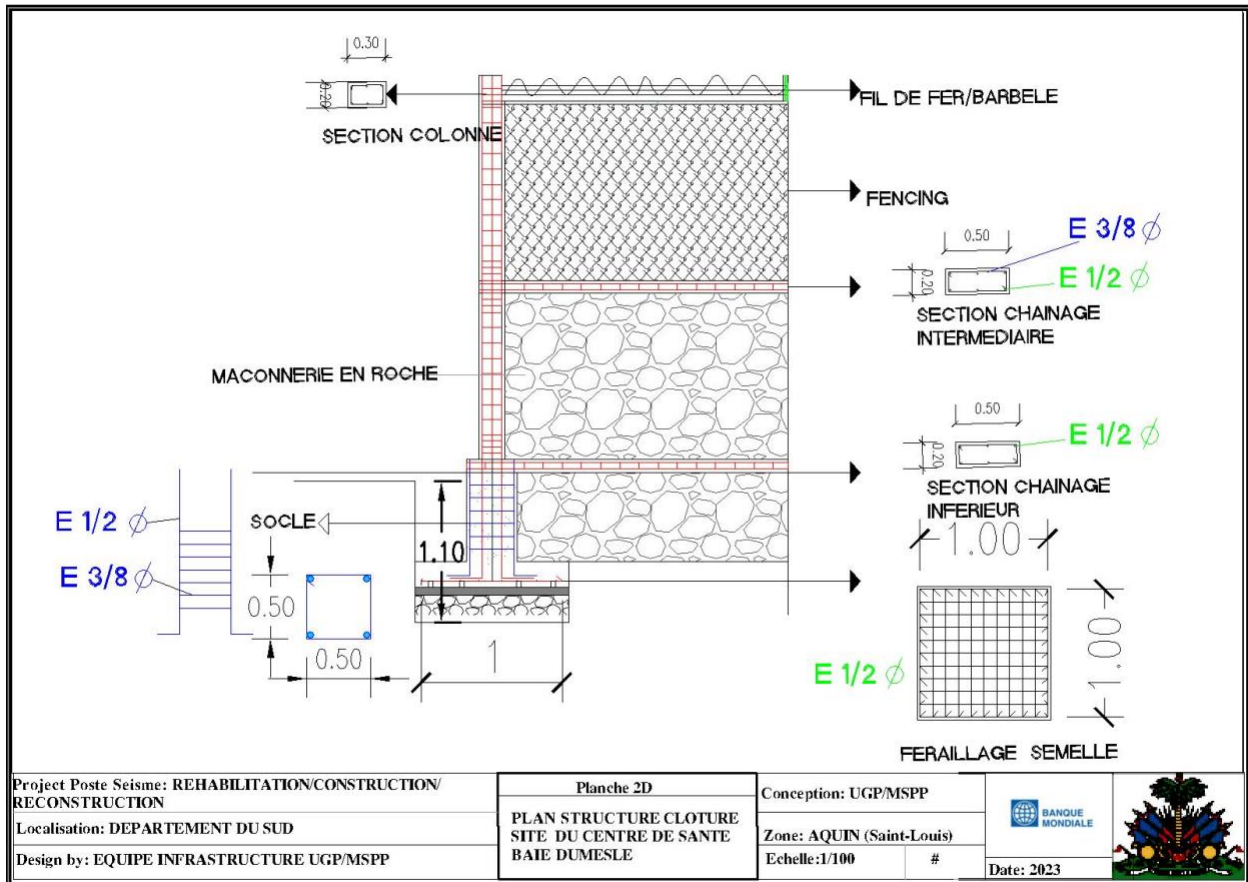 0.30
0.20
SECTION COLONNE
FIL DE FER/BARBELE
FENCING
E 3/8 ∅
0.50
0.20
E 1/2 ∅
SECTION CHAINAGE
INTERMEDIAIRE
MACONNERIE EN ROCHE
0.50
0.20
E 1/2 ∅
SECTION CHAINAGE
INFERIEUR
E 1/2 ∅
SOCLE
1.10
E 3/8 ∅
0.50
0.50
1
1.00
1.00
E 1/2 ∅
FERAILLAGE SEMELLE
Project Poste Seisme: REHABILITATION/CONSTRUCTION/
RECONSTRUCTION
Localisation: DEPARTEMENT DU SUD
Design by: EQUIPE INFRASTRUCTURE UGP/MSPP
Planche 2D
PLAN STRUCTURE CLOTURE
SITE DU CENTRE DE SANTE
BAIE DUMESLE
Conception: UGP/MSPP
Zone: AQUIN (Saint-Louis)
Echelle:1/100
#
BANQUE
MONDIALE
Date: 2023